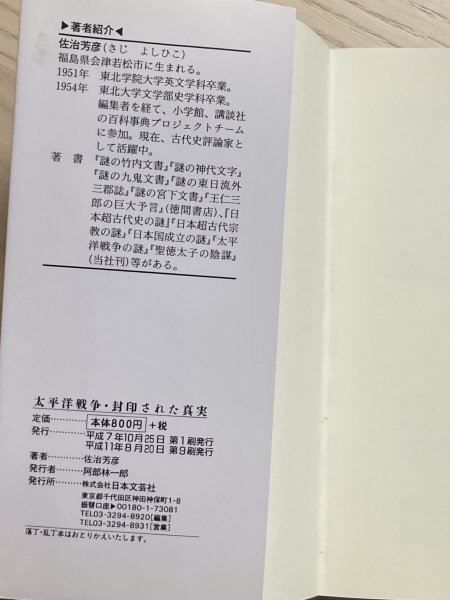 ▶著者紹介◀
佐治芳彦(さじ よしひこ)
福島県会津若松市に生まれる。
1951年 東北学院大学英文学科卒業。
1954年 東北大学文学部史学科卒業。
編集者を経て、小学館、講談社
の百科事典プロジェクトチーム
に参加。現在、古代史評論家と
して活躍中。
著 書 『謎の竹内文書』『謎の神代文字』
『謎の九鬼文書』『謎の東日流外
三郡誌』『謎の宮下文書』『王仁三
郎の巨大予言』(徳間書店)、『日
本超古代史の謎』『日本超古代宗
教の謎』『日本国成立の謎』『太平
洋戦争の謎』『聖徳太子の陰謀』
(当社刊)等がある。
太平洋戦争・封印された真実
定価…………本体800円+税
発行…………平成7年10月25日 第1刷発行
平成11年8月20日 第9刷発行
著者…………佐治芳彦
発行者………阿部林一郎
発行所………株式会社日本文芸社
東京都千代田区神田神保町1-8
振替口座=00180-1-73081
TEL03-3294-8920[編集]
TEL03-3294-8931[営業]
落丁・乱丁本はおとりかえいたします。